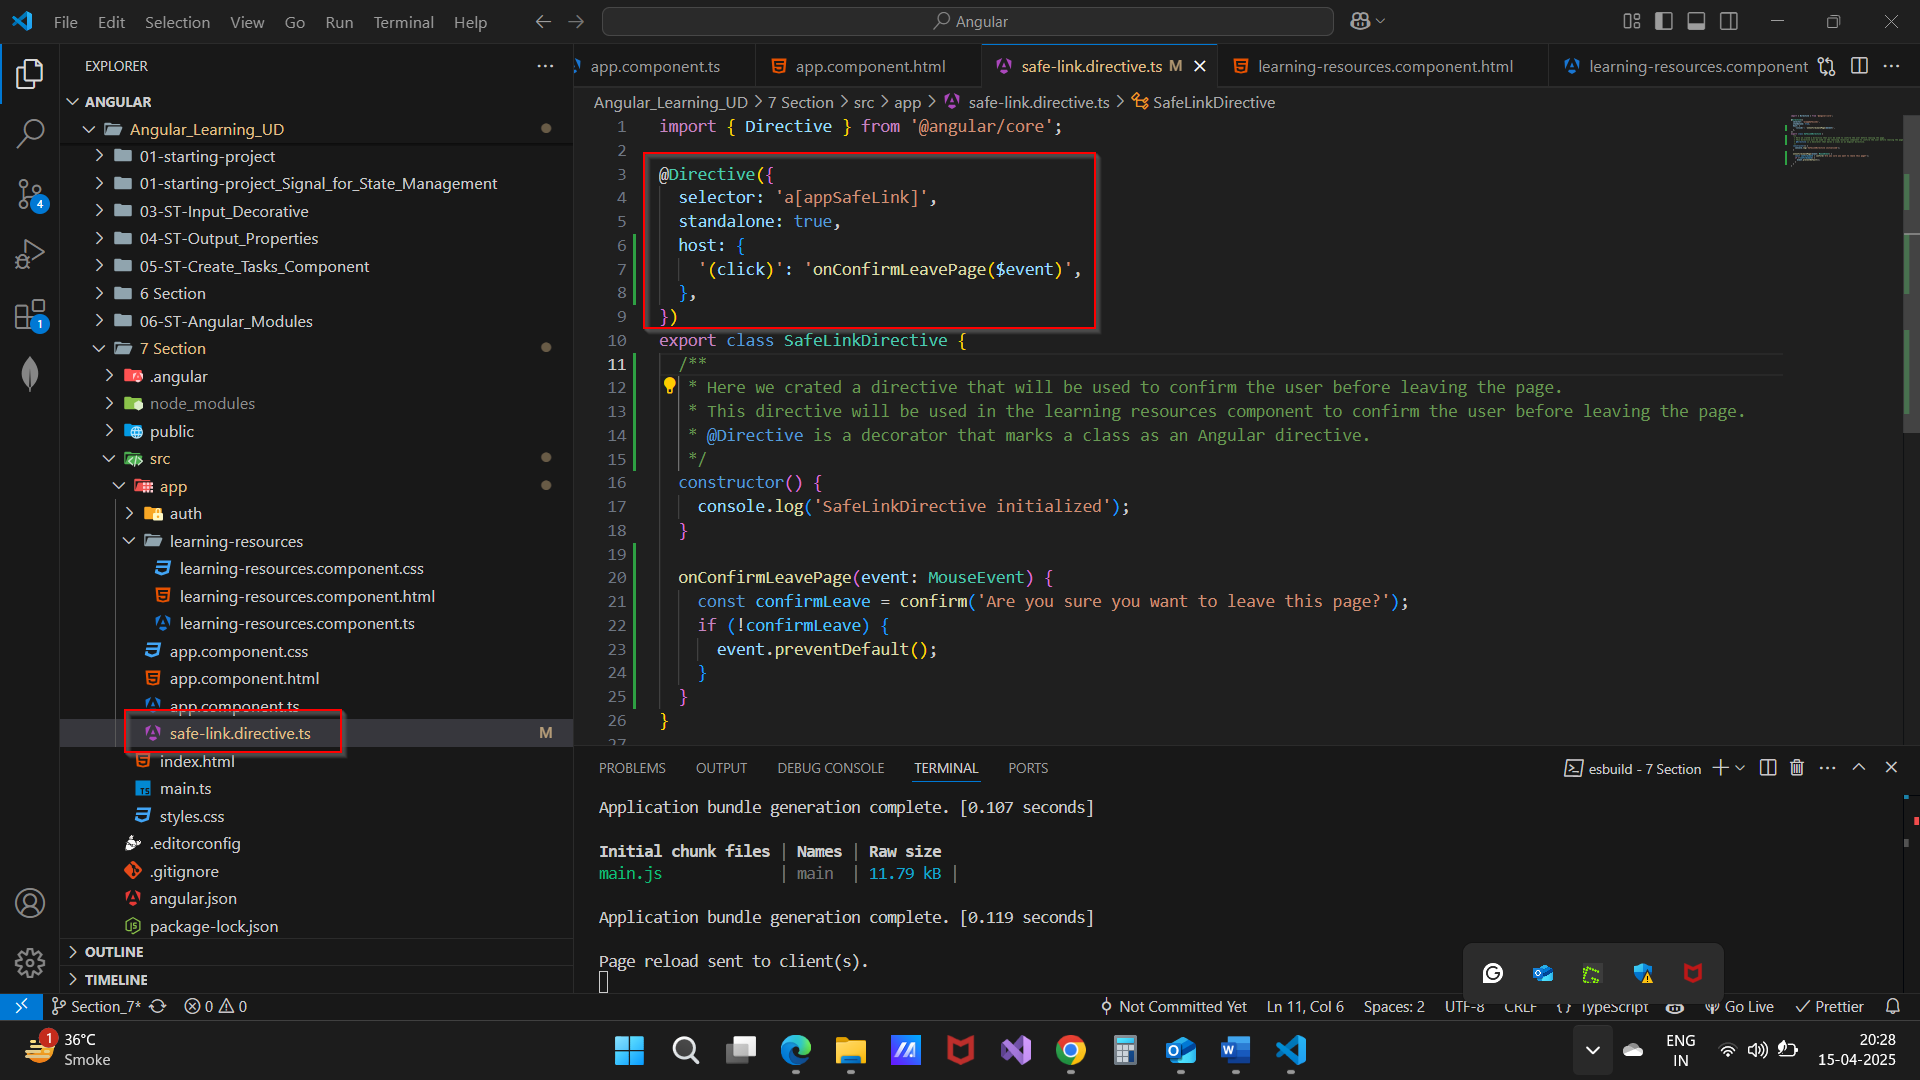 File Edit Selection View Go Run Terminal Help
Angular
EXPLORER
ANGULAR
Angular_Learning_UD
01-starting-project
01-starting-project_Signal_for_State_Management
03-ST-Input_Decorative
04-ST-Output_Properties
05-ST-Create_Tasks_Component
6 Section
06-ST-Angular_Modules
7 Section
.angular
node_modules
public
src
app
auth
learning-resources
learning-resources.component.css
learning-resources.component.html
learning-resources.component.ts
app.component.css
app.component.html
app.component.ts
safe-link.directive.ts M
index.html
main.ts
styles.css
.editorconfig
.gitignore
angular.json
package-lock.json
OUTLINE
TIMELINE
4
1
app.component.ts app.component.html safe-link.directive.ts M learning-resources.component.html learning-resources.component
Angular_Learning_UD > 7 Section > src > app > safe-link.directive.ts > SafeLinkDirective
1 import { Directive } from '@angular/core';
2
3 @Directive({
4 selector: 'a[appSafeLink]',
5 standalone: true,
6 host: {
7 '(click)': 'onConfirmLeavePage($event)',
8 },
9 })
10 export class SafeLinkDirective {
11 /**
12 * Here we crated a directive that will be used to confirm the user before leaving the page.
13 * This directive will be used in the learning resources component to confirm the user before leaving the page.
14 * @Directive is a decorator that marks a class as an Angular directive.
15 */
16 constructor() {
17 console.log('SafeLinkDirective initialized');
18 }
19
20 onConfirmLeavePage(event: MouseEvent) {
21 const confirmLeave = confirm('Are you sure you want to leave this page?');
22 if (!confirmLeave) {
23 event.preventDefault();
24 }
25 }
26 }
27
PROBLEMS OUTPUT DEBUG CONSOLE TERMINAL PORTS
esbuild - 7 Section
Application bundle generation complete. [0.107 seconds]
Initial chunk files | Names | Raw size
main.js | main | 11.79 kB |
Application bundle generation complete. [0.119 seconds]
Page reload sent to client(s).
Section_7* 0 0 Not Committed Yet Ln 11, Col 6 Spaces: 2 UTF-8 CRLF {} TypeScript Go Live Prettier
1
36°C
Smoke
ENG
IN
20:28
15-04-2025